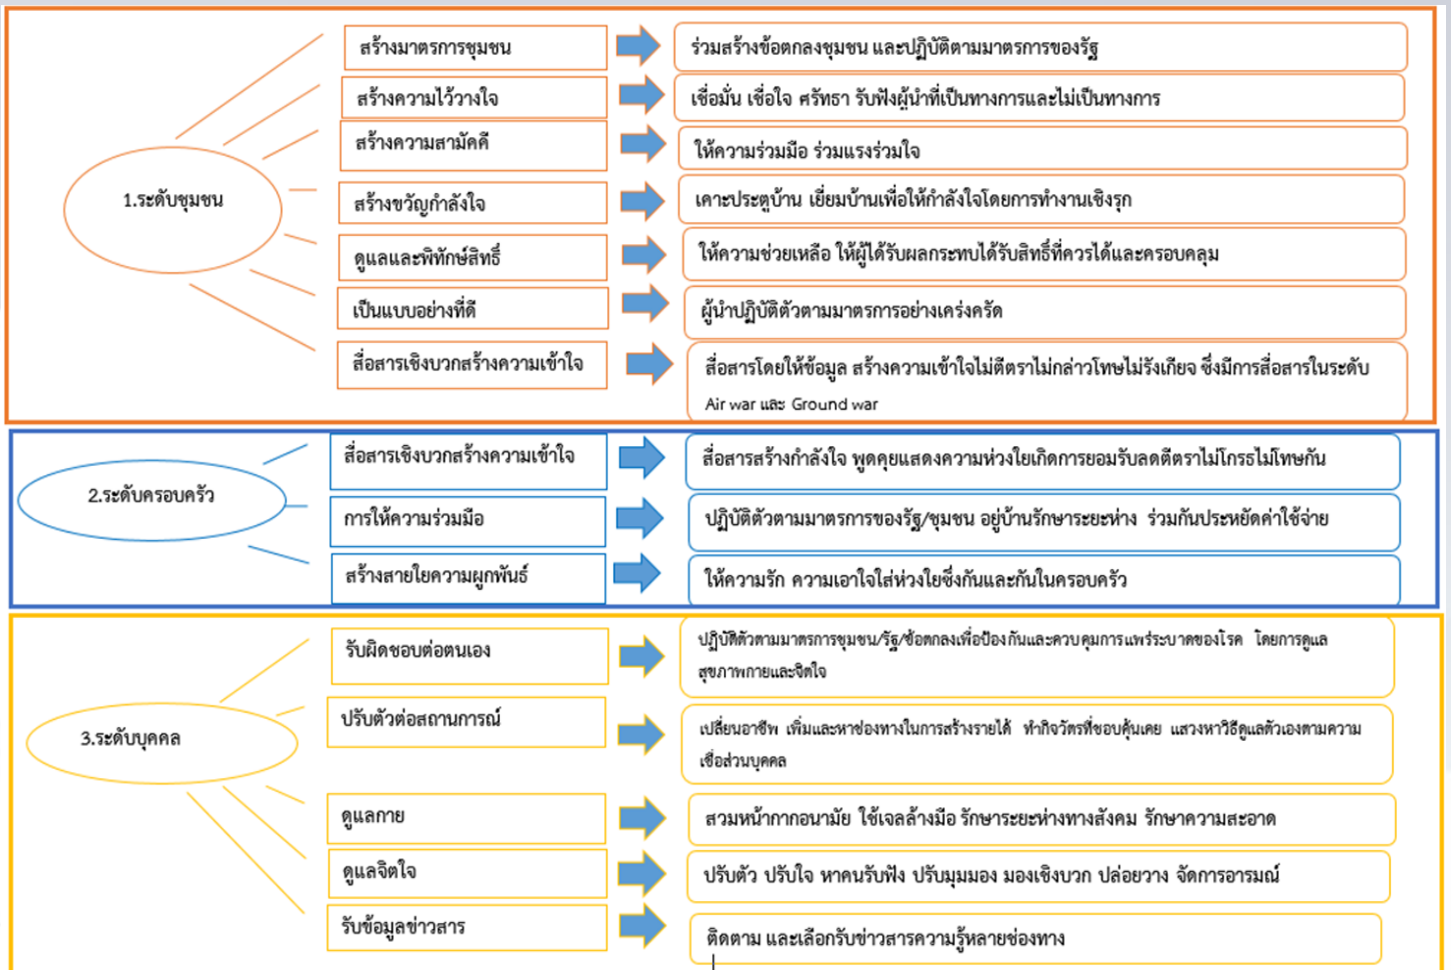 สร้างมาตรการชุมชน
ร่วมสร้างข้อตกลงชุมชน และปฏิบัติตามมาตรการของรัฐ
สร้างความไว้วางใจ
เชื่อมั่น เชื่อใจ ศรัทธา รับฟังผู้นำที่เป็นทางการและไม่เป็นทางการ
สร้างความสามัคคี
ให้ความร่วมมือ ร่วมแรงร่วมใจ
1.ระดับชุมชน
สร้างขวัญกำลังใจ
เคาะประตูบ้าน เยี่ยมบ้านเพื่อให้กำลังใจโดยการทำงานเชิงรุก
ดูแลและพิทักษ์สิทธิ์
ให้ความช่วยเหลือ ให้ผู้ได้รับผลกระทบได้รับสิทธิ์ที่ควรได้และครอบคลุม
เป็นแบบอย่างที่ดี
ผู้นำปฏิบัติตัวตามมาตรการอย่างเคร่งครัด
สื่อสารเชิงบวกสร้างความเข้าใจ
สื่อสารโดยให้ข้อมูล สร้างความเข้าใจไม่ตีตราไม่กล่าวโทษไม่รังเกียจ ซึ่งมีการสื่อสารในระดับ
Air war และ Ground war
2.ระดับครอบครัว
สื่อสารเชิงบวกสร้างความเข้าใจ
สื่อสารสร้างกำลังใจ พูดคุยแสดงความห่วงใยเกิดการยอมรับลดตีตราไม่โกรธไม่โทษกัน
การให้ความร่วมมือ
ปฏิบัติตัวตามมาตรการของรัฐ/ชุมชน อยู่บ้านรักษาระยะห่าง ร่วมกันประหยัดค่าใช้จ่าย
สร้างสายใยความผูกพันธ์
ให้ความรัก ความเอาใจใส่ห่วงใยซึ่งกันและกันในครอบครัว
3.ระดับบุคคล
รับผิดชอบต่อตนเอง
ปฏิบัติตัวตามมาตรการชุมชน/รัฐ/ข้อตกลงเพื่อป้องกันและควบคุมการแพร่ระบาดของโรค โดยการดูแล
สุขภาพกายและจิตใจ
ปรับตัวต่อสถานการณ์
เปลี่ยนอาชีพ เพิ่มและหาช่องทางในการสร้างรายได้ ทำกิจวัตรที่ชอบคุ้นเคย แสวงหาวิธีดูแลตัวเองตามความ
เชื่อส่วนบุคคล
ดูแลกาย
สวมหน้ากากอนามัย ใช้เจลล้างมือ รักษาระยะห่างทางสังคม รักษาความสะอาด
ดูแลจิตใจ
ปรับตัว ปรับใจ หาคนรับฟัง ปรับมุมมอง มองเชิงบวก ปล่อยวาง จัดการอารมณ์
รับข้อมูลข่าวสาร
ติดตาม และเลือกรับข่าวสารความรู้หลายช่องทาง